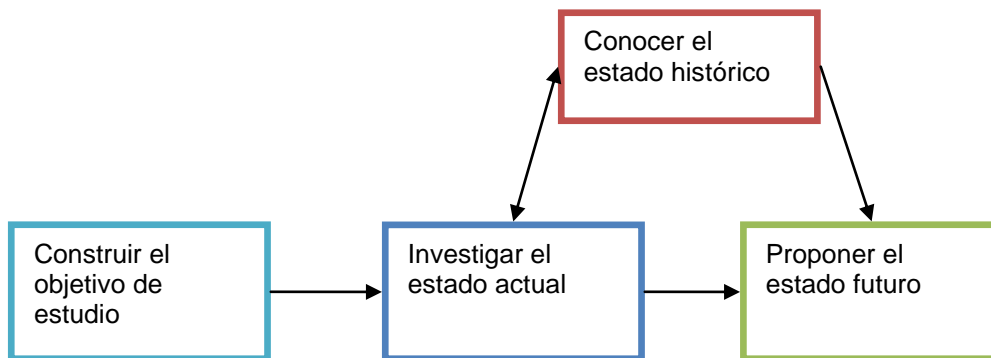 Conocer el
estado histórico
Construir el
objetivo de
estudio
Investigar el
estado actual
Proponer el
estado futuro